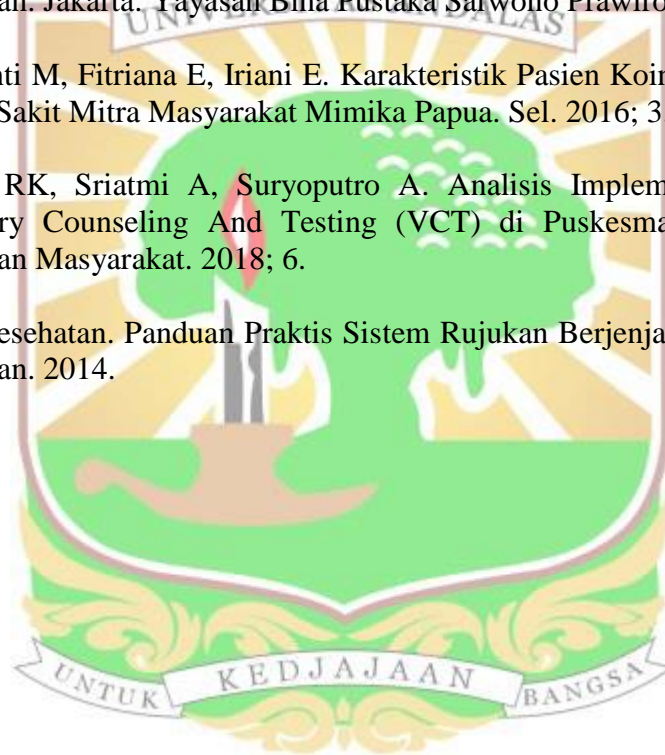 an. Jakarta. Yayasan Bina Pustaka Sarwono Prawiro
UNIVERSITAS ANDALAS
nti M, Fitriana E, Iriani E. Karakteristik Pasien Koin
Sakit Mitra Masyarakat Mimika Papua. Sel. 2016; 3
RK, Sriatmi A, Suryoputro A. Analisis Implem
ry Counseling And Testing (VCT) di Puskesma
an Masyarakat. 2018; 6.
esehatan. Panduan Praktis Sistem Rujukan Berjenja
an. 2014.
UNTUK KEDJAJAAN BANGSA